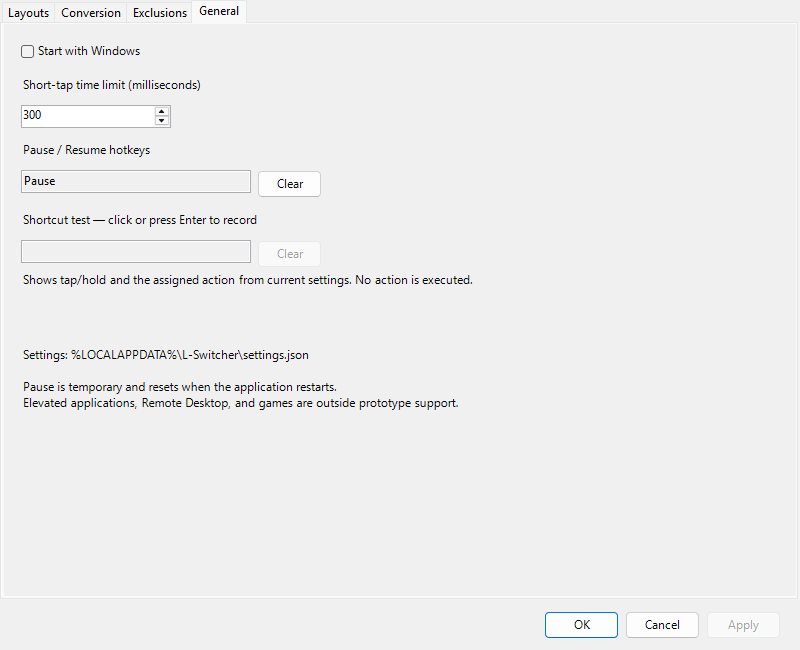 Layouts Conversion Exclusions General
Start with Windows
Short-tap time limit (milliseconds)
300
Pause / Resume hotkeys
Pause Clear
Shortcut test — click or press Enter to record
Clear
Shows tap/hold and the assigned action from current settings. No action is executed.
Settings: %LOCALAPPDATA%\L-Switcher\settings.json
Pause is temporary and resets when the application restarts.
Elevated applications, Remote Desktop, and games are outside prototype support.
OK Cancel Apply